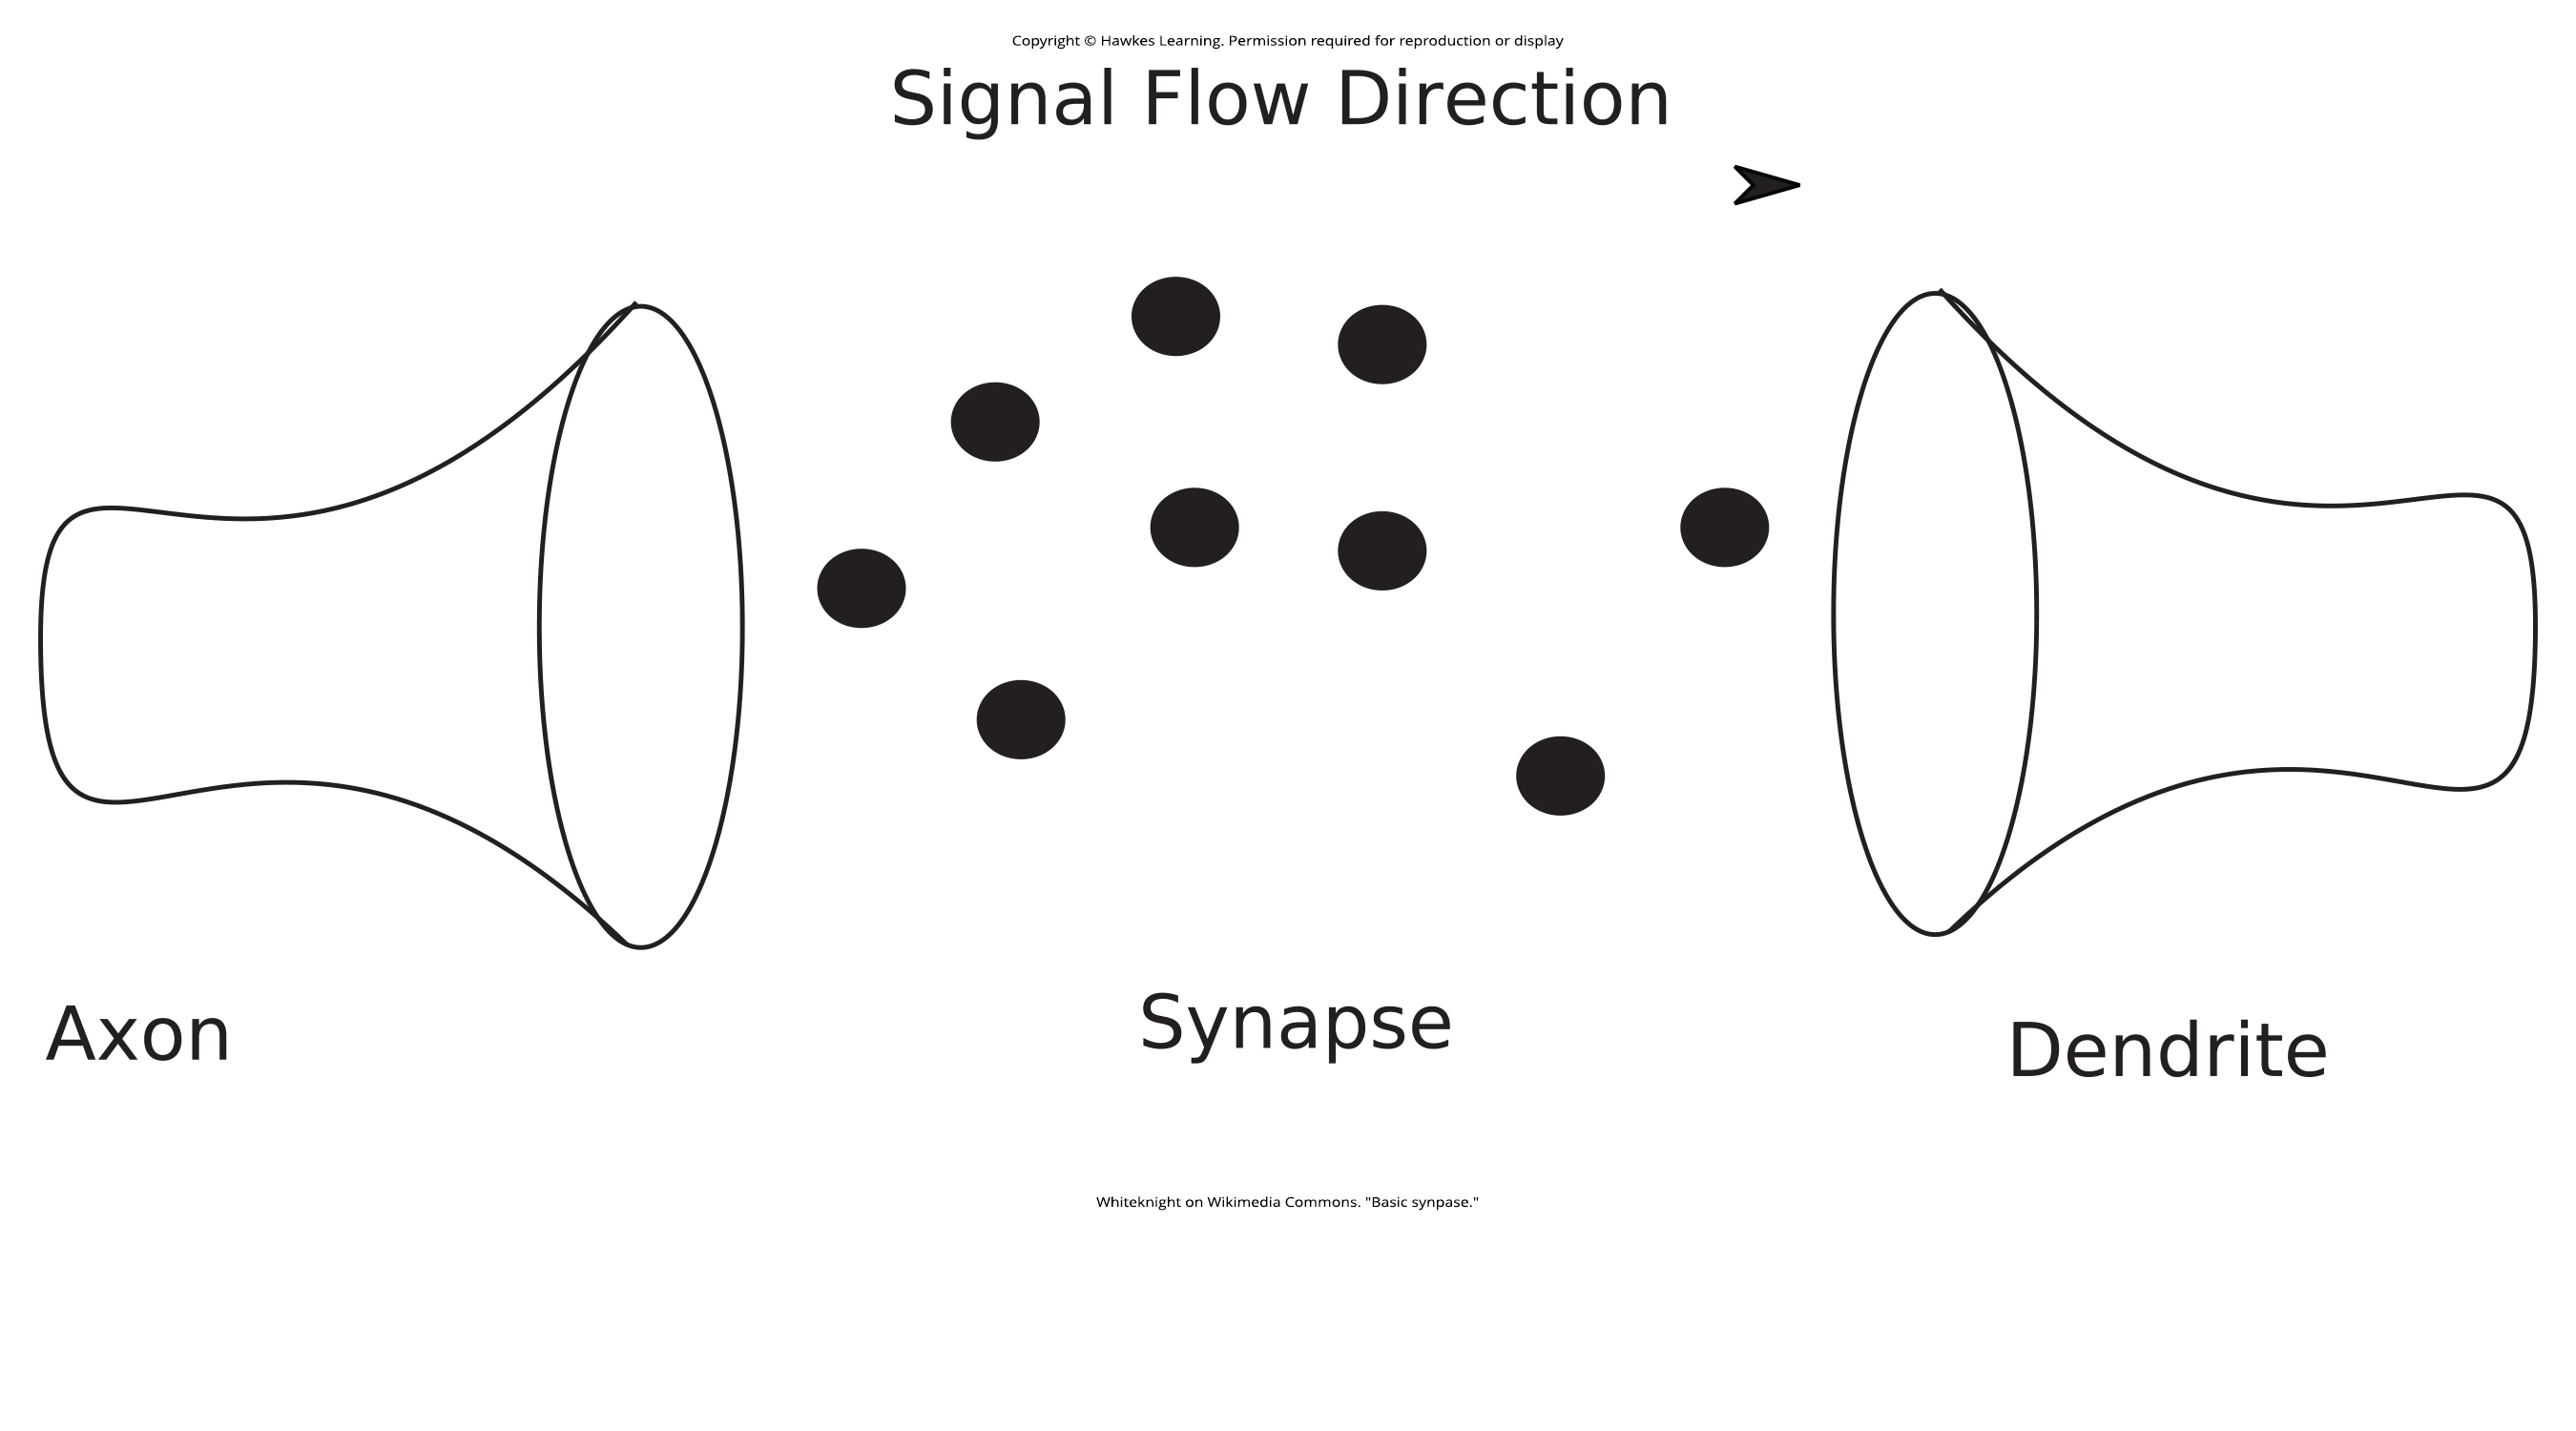 Copyright © Hawkes Learning. Permission required for reproduction or display
Signal Flow Direction
Axon
Synapse
Dendrite
Whiteknight on Wikimedia Commons. "Basic synpase."